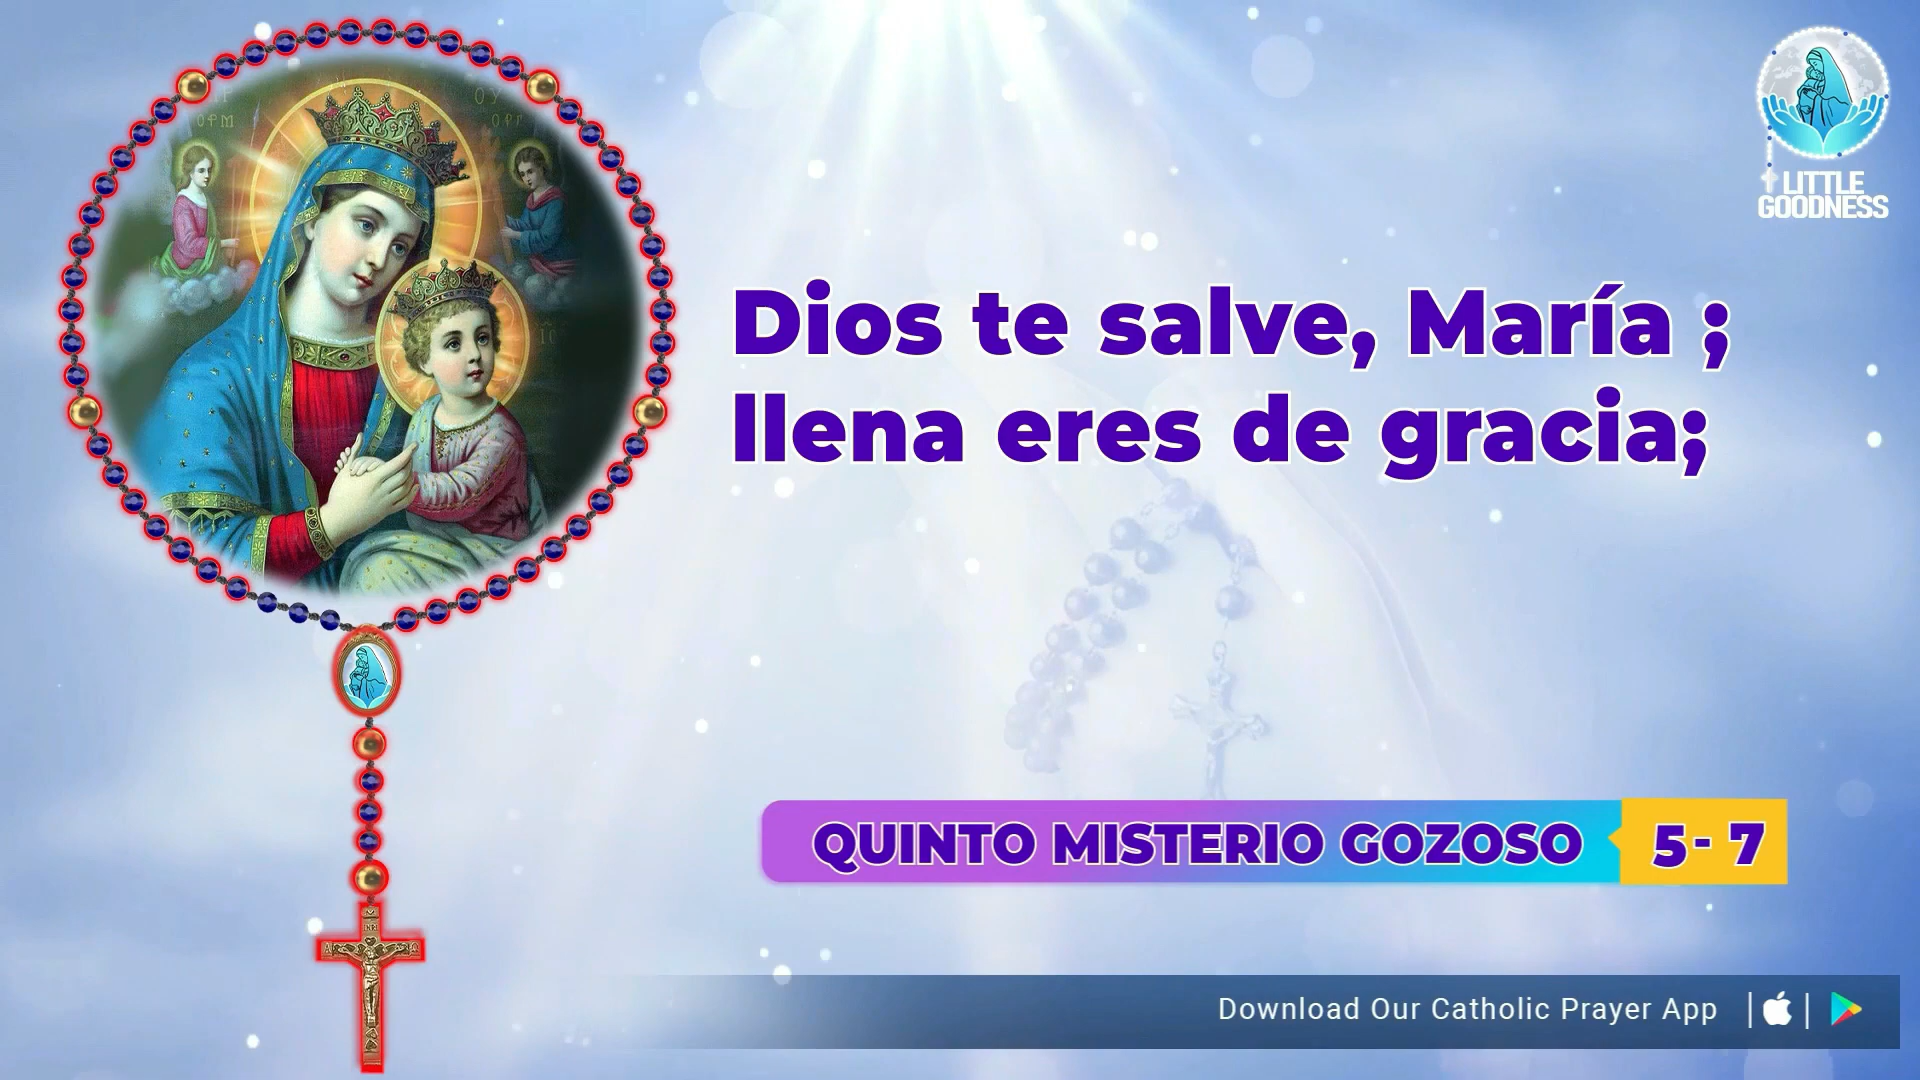 LITTLE
GOODNESS
Dios te salve, María ;
llena eres de gracia;
QUINTO MISTERIO GOZOSO 5- 7
INRI
Download Our Catholic Prayer App